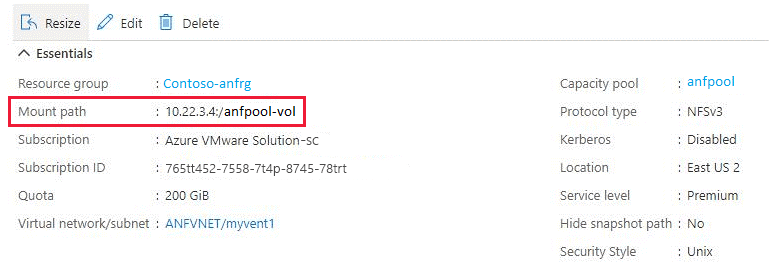 Resize Edit Delete
Essentials
Resource group : Contoso-anfrg
Mount path : 10.22.3.4:/anfpool-vol
Subscription : Azure VMware Solution-sc
Subscription ID : 765tt452-7558-7t4p-8745-78trt
Quota : 200 GiB
Virtual network/subnet : ANFVNET/myvent1
Capacity pool : anfpool
Protocol type : NFSv3
Kerberos : Disabled
Location : East US 2
Service level : Premium
Hide snapshot path : No
Security Style : Unix